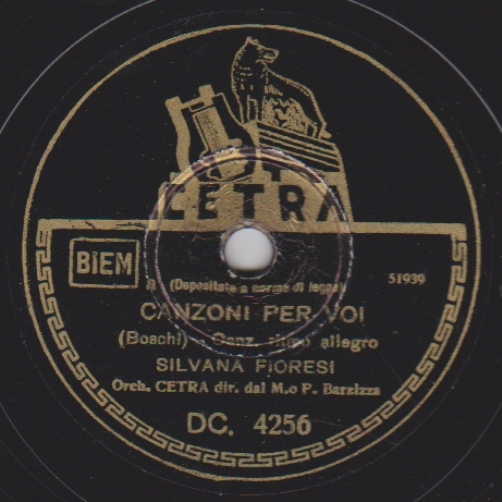 CETRA
BIEM
(Depositato a norma di legge)
51939
CANZONI PER VOI
(Boschi) - Canz. ritmo allegro
SILVANA FIORESI
Orch. CETRA dir. dal M.o P. Barzizza
DC. 4256